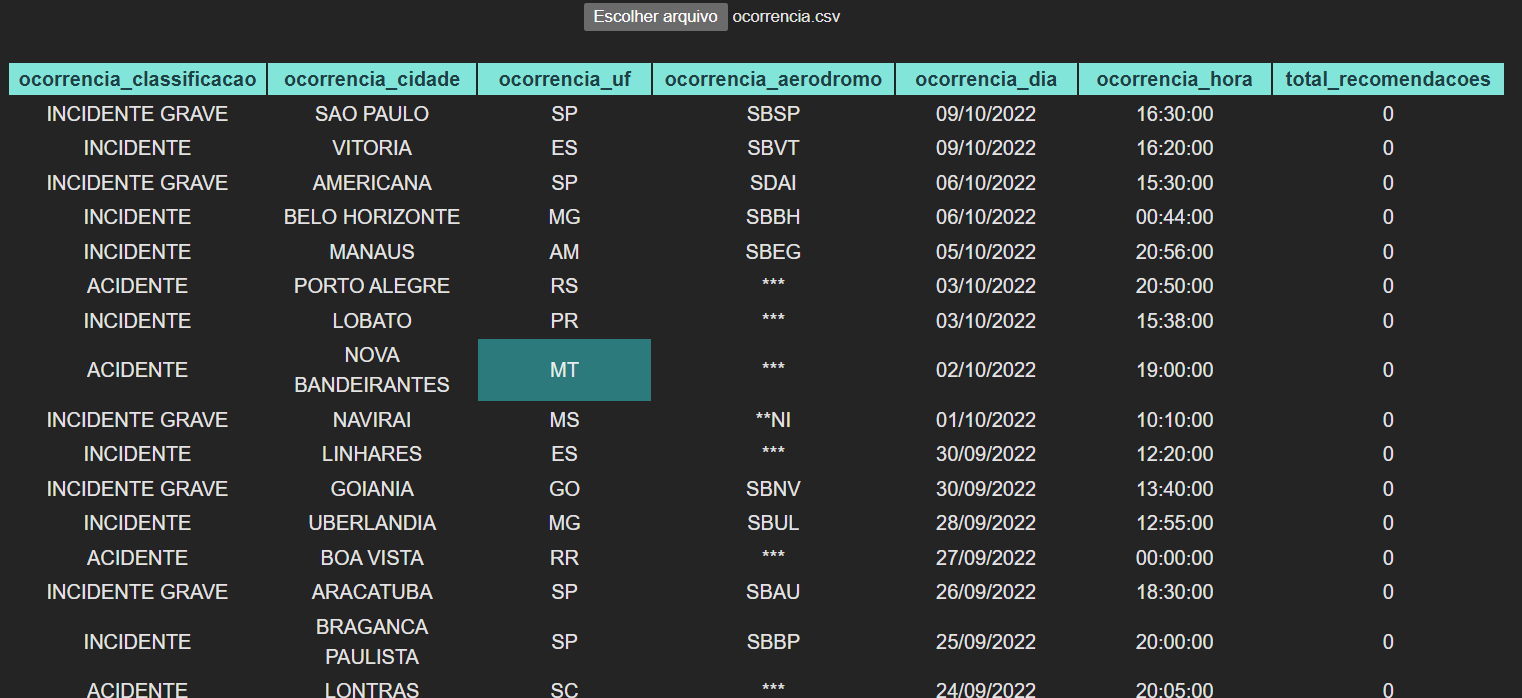 Escolher arquivo ocorrencia.csv
ocorrencia_classificacao ocorrencia_cidade ocorrencia_uf ocorrencia_aerodromo ocorrencia_dia ocorrencia_hora total_recomendacoes
INCIDENTE GRAVE SAO PAULO SP SBSP 09/10/2022 16:30:00 0
INCIDENTE VITORIA ES SBVT 09/10/2022 16:20:00 0
INCIDENTE GRAVE AMERICANA SP SDAI 06/10/2022 15:30:00 0
INCIDENTE BELO HORIZONTE MG SBBH 06/10/2022 00:44:00 0
INCIDENTE MANAUS AM SBEG 05/10/2022 20:56:00 0
ACIDENTE PORTO ALEGRE RS *** 03/10/2022 20:50:00 0
INCIDENTE LOBATO PR *** 03/10/2022 15:38:00 0
ACIDENTE NOVA BANDEIRANTES MT *** 02/10/2022 19:00:00 0
INCIDENTE GRAVE NAVIRAI MS **NI 01/10/2022 10:10:00 0
INCIDENTE LINHARES ES *** 30/09/2022 12:20:00 0
INCIDENTE GRAVE GOIANIA GO SBNV 30/09/2022 13:40:00 0
INCIDENTE UBERLANDIA MG SBUL 28/09/2022 12:55:00 0
ACIDENTE BOA VISTA RR *** 27/09/2022 00:00:00 0
INCIDENTE GRAVE ARACATUBA SP SBAU 26/09/2022 18:30:00 0
INCIDENTE BRAGANCA PAULISTA SP SBBP 25/09/2022 20:00:00 0
ACIDENTE LONTRAS SC *** 24/09/2022 20:05:00 0